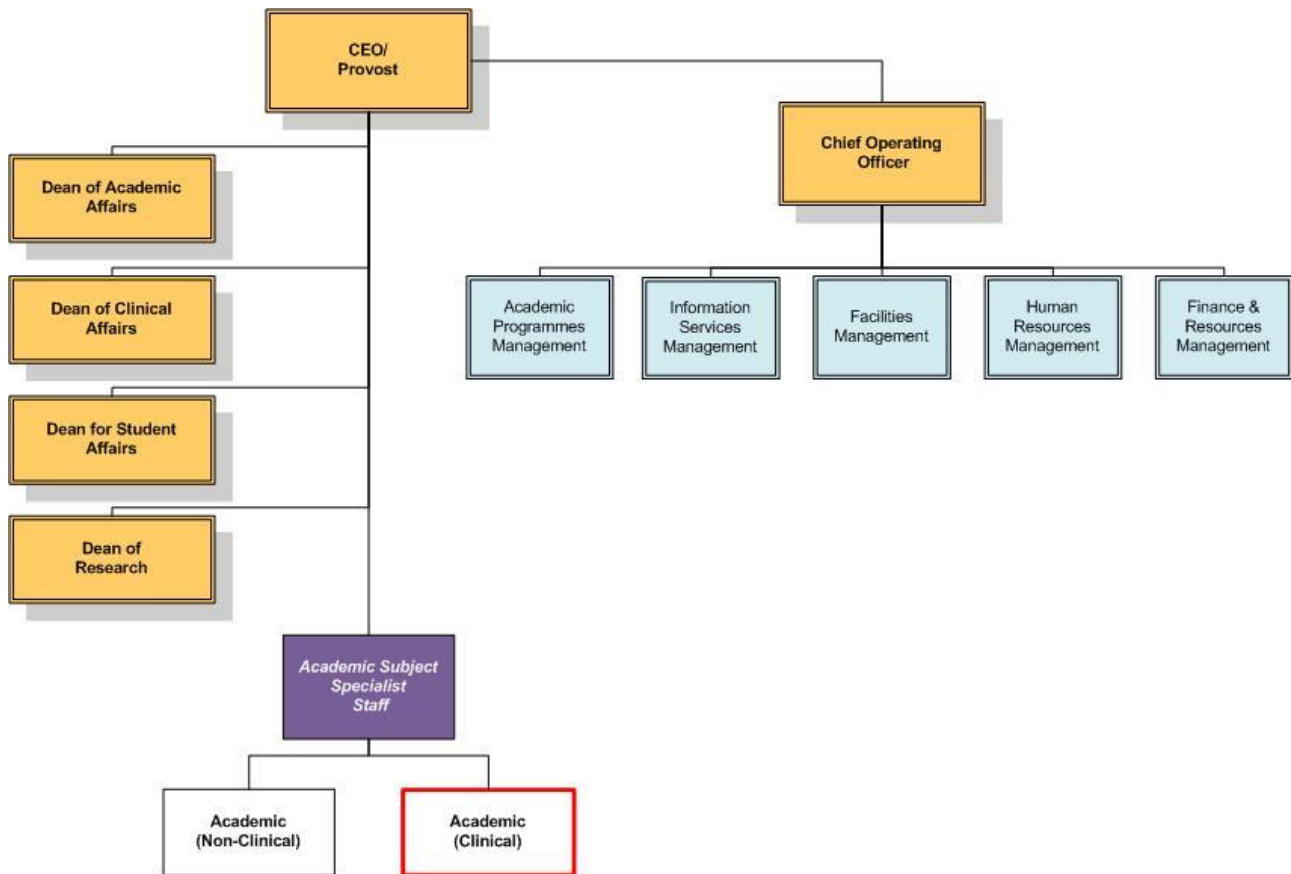 CEO/
Provost
Chief Operating
Officer
Dean of Academic
Affairs
Dean of Clinical
Affairs
Dean for Student
Affairs
Dean of
Research
Academic
Programmes
Management
Information
Services
Management
Facilities
Management
Human
Resources
Management
Finance &
Resources
Management
Academic Subject
Specialist
Staff
Academic
(Non-Clinical)
Academic
(Clinical)